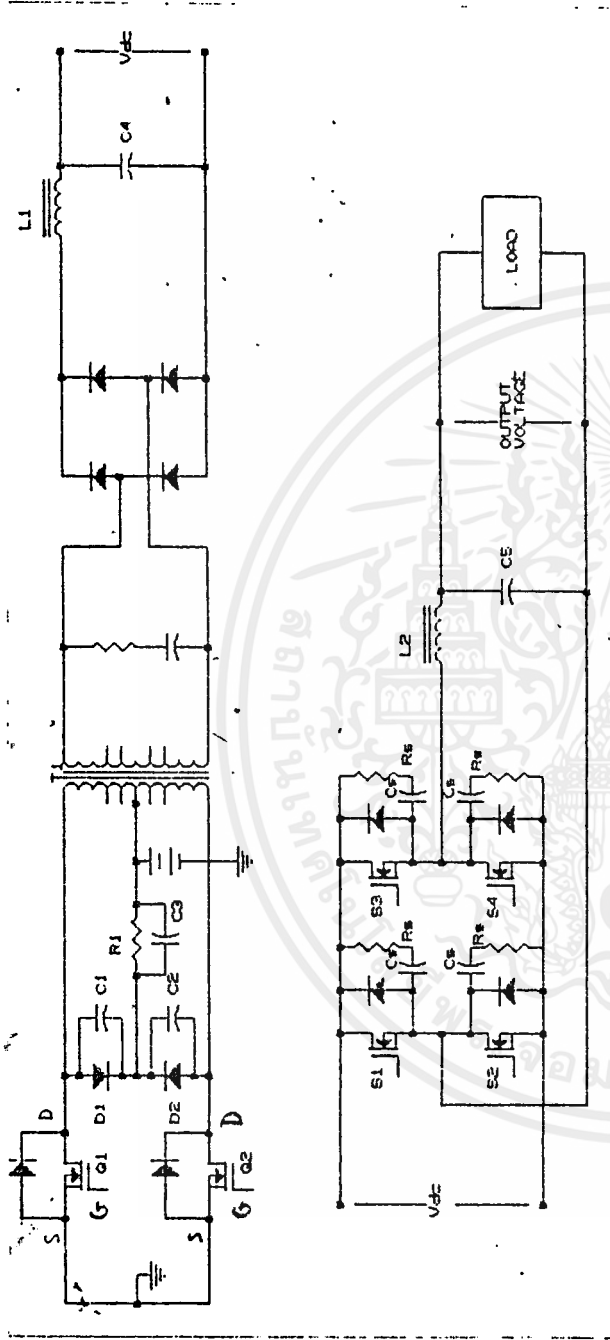 S
D
G
Q1
D1
C1
D2
C2
R1
C3
S
D
G
Q2
L1
C4
Vdc
Vdc
S1
Cs
Rs
S2
Cs
Rs
S3
Cs
Rs
S4
Cs
Rs
L2
C5
OUTPUT
VOLTAGE
LOAD